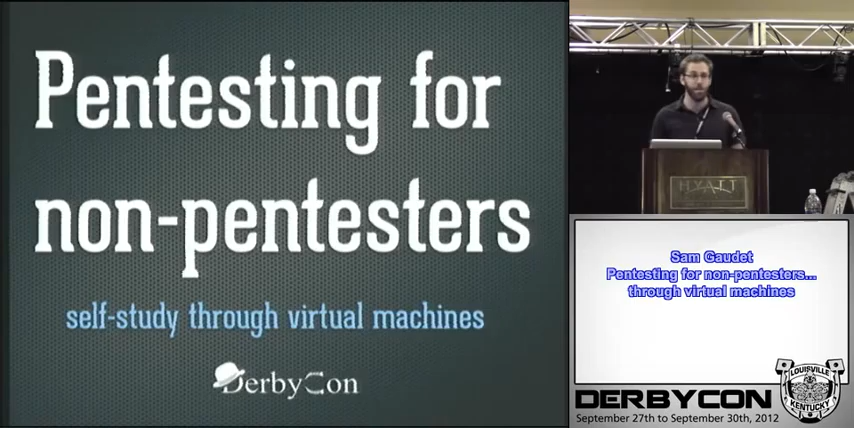 Pentesting for
non-pentesters
self-study through virtual machines
DerbyCon
HYATT
Sam Gaudet
Pentesting for non-pentesters...
through virtual machines
DERBYCON
September 27th to September 30th, 2012
LOUISVILLE
KENTUCKY